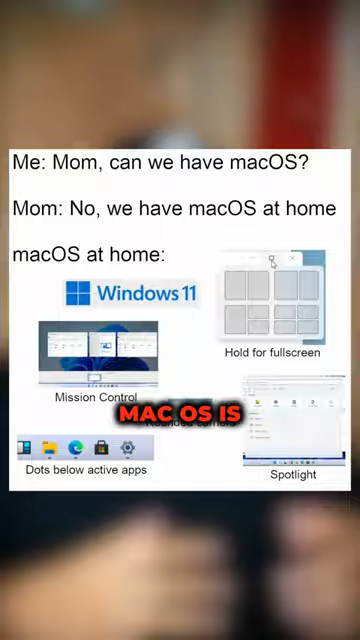 Me: Mom, can we have macOS?
Mom: No, we have macOS at home
macOS at home:
Windows 11
Hold for fullscreen
Mission Control
MAC OS IS
Dots below active apps
Spotlight